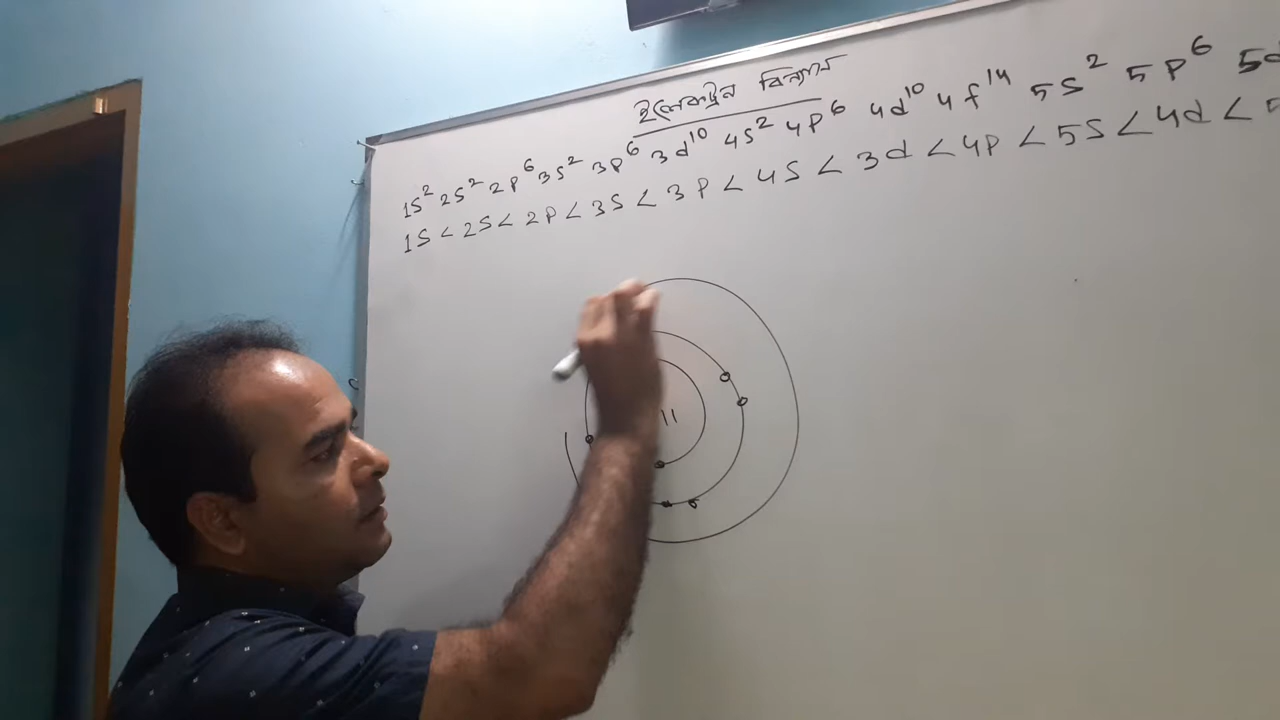 ইলেকট্রন বিন্যাস
1s² 2s² 2p⁶ 3s² 3p⁶ 3d¹⁰ 4s² 4p⁶ 4d¹⁰ 4f¹⁴ 5s² 5p⁶ 5d
1s < 2s < 2p < 3s < 3p < 4s < 3d < 4p < 5s < 4d <
11